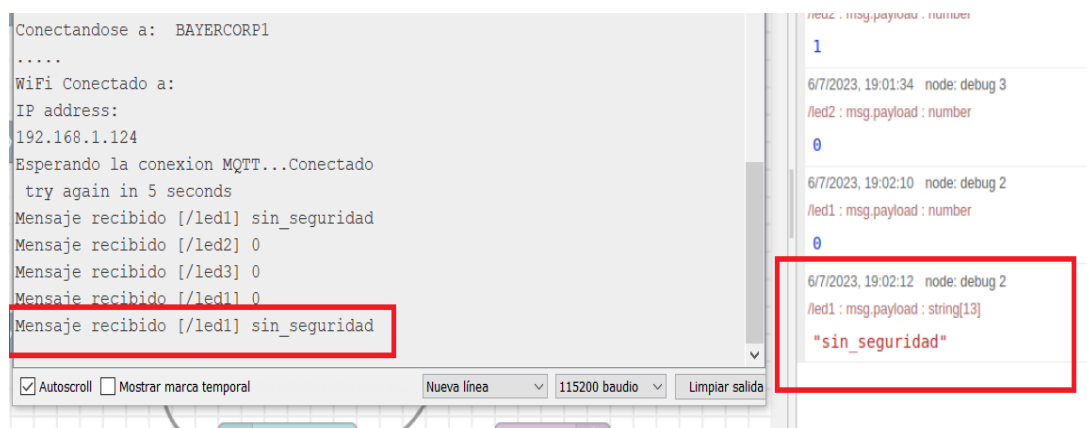 Conectandose a:  BAYERCORP1
.....
WiFi Conectado a:
IP address:
192.168.1.124
Esperando la conexion MQTT...Conectado
 try again in 5 seconds
Mensaje recibido [/led1] sin_seguridad
Mensaje recibido [/led2] 0
Mensaje recibido [/led3] 0
Mensaje recibido [/led1] 0
Mensaje recibido [/led1] sin_seguridad
Autoscroll Mostrar marca temporal Nueva línea 115200 baudio Limpiar salida
/led2 : msg.payload : number
1
6/7/2023, 19:01:34 node: debug 3
/led2 : msg.payload : number
0
6/7/2023, 19:02:10 node: debug 2
/led1 : msg.payload : number
0
6/7/2023, 19:02:12 node: debug 2
/led1 : msg.payload : string[13]
"sin_seguridad"